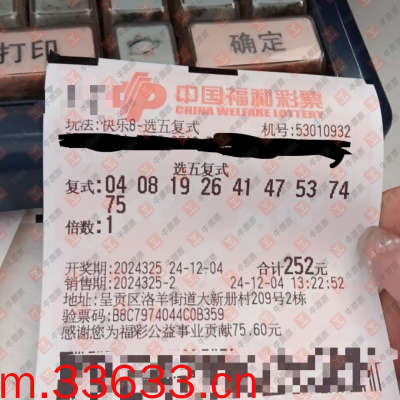 打印
确定
中国福利彩票
CHINA WELFARE LOTTERY
玩法:快乐8-选五复式
机号:53010932
选五复式
复式:04 08 19 26 41 47 53 74
75
倍数:1
开奖期:2024325 24-12-04 合计252元
销售期:2024325-2 24-12-04 13:22:52
地址:呈贡区洛羊街道大新册村209号2栋
验票码:B8C7974044C0B359
感谢您为福彩公益事业贡献75.60元
m.33633.cn